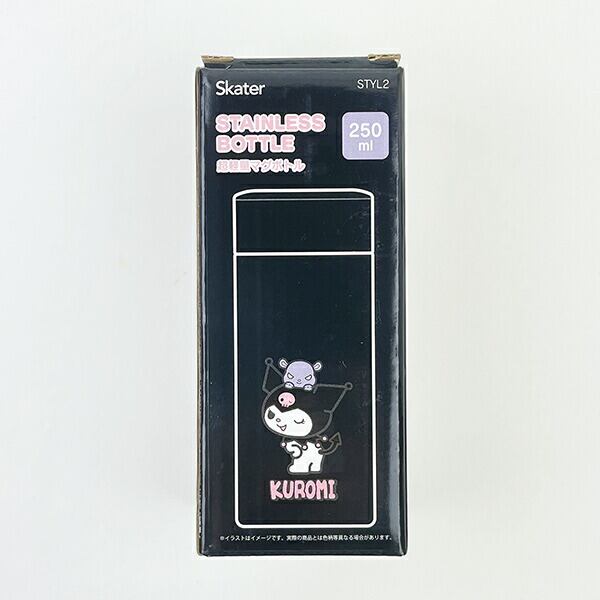 Skater
STYL2
STAINLESS
BOTTLE
250
ml
超軽量マグボトル
KUROMI
※イラストはイメージです。実際の商品とは色柄等異なる場合があります。